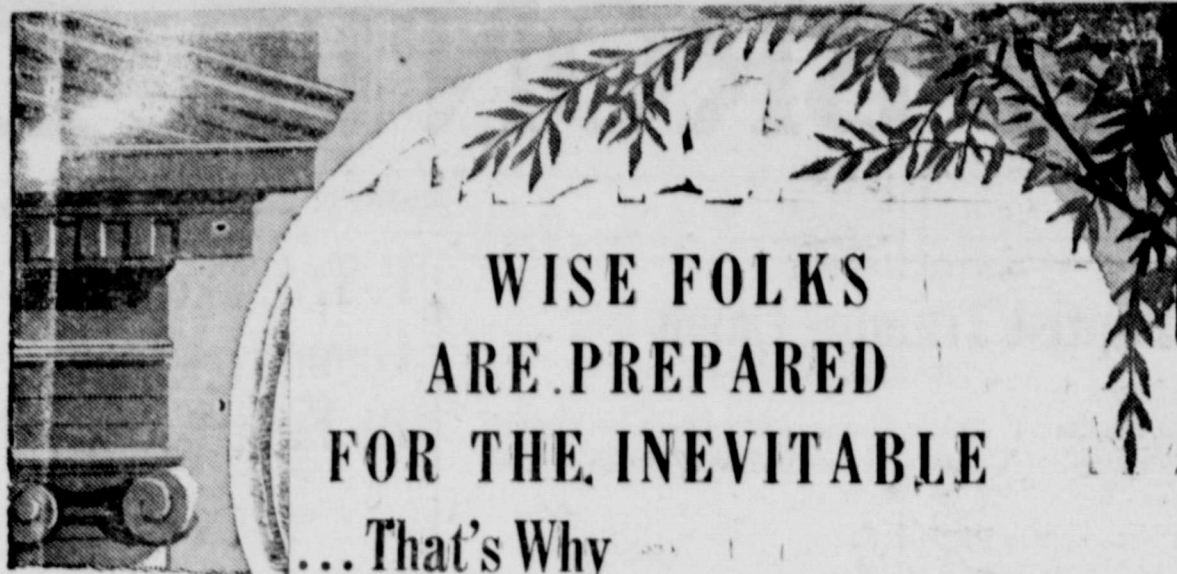 WISE FOLKS
ARE PREPARED
FOR THE INEVITABLE
...That's Why